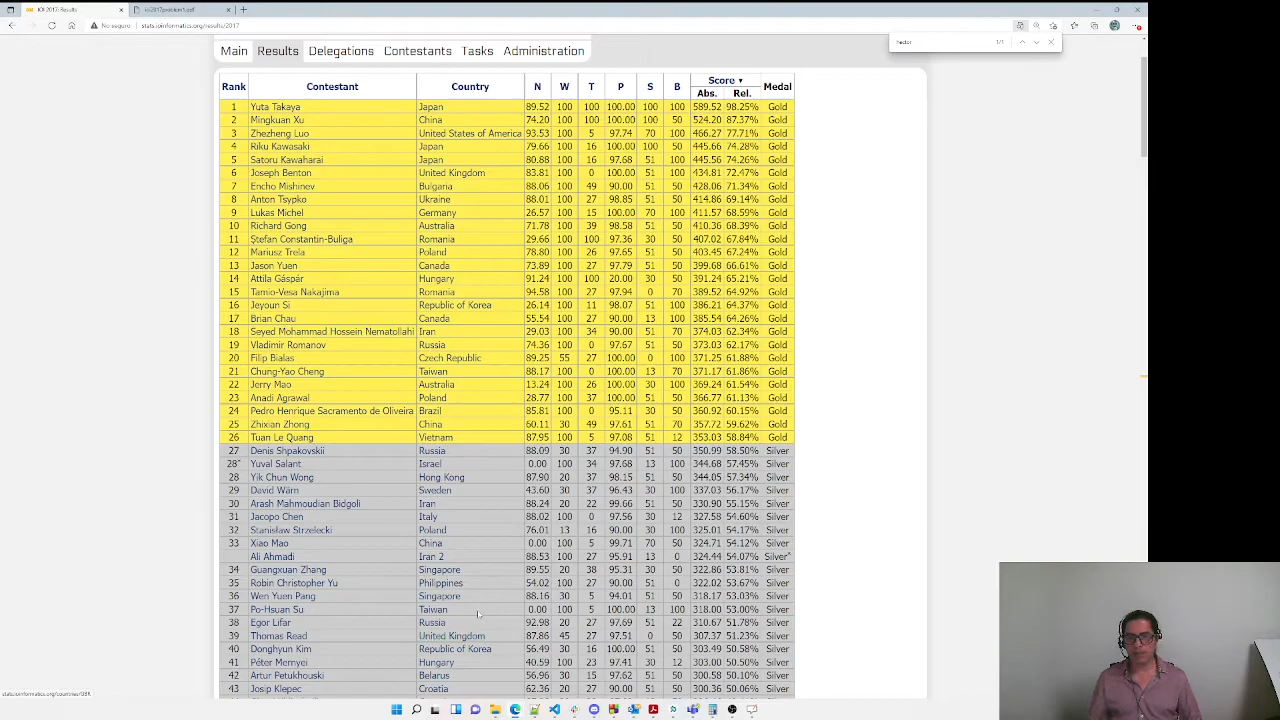 IOI 2017: Results
ioi2017problem1.pdf
No seguro
stats.ioinformatics.org/results/2017
hector 1/1
Main Results Delegations Contestants Tasks Administration
Rank Contestant Country N W T P S B Score ▼ Medal
Abs. Rel.
1 Yuta Takaya Japan 89.52 100 100 100.00 100 100 589.52 98.25% Gold
2 Mingkuan Xu China 74.20 100 100 100.00 100 50 524.20 87.37% Gold
3 Zhezheng Luo United States of America 93.53 100 5 97.74 70 100 466.27 77.71% Gold
4 Riku Kawasaki Japan 79.66 100 16 100.00 100 50 445.66 74.28% Gold
5 Satoru Kawaharai Japan 80.88 100 16 97.68 51 100 445.56 74.26% Gold
6 Joseph Benton United Kingdom 83.81 100 0 100.00 51 100 434.81 72.47% Gold
7 Encho Mishinev Bulgaria 88.06 100 49 90.00 51 50 428.06 71.34% Gold
8 Anton Tsypko Ukraine 88.01 100 27 98.85 51 50 414.86 69.14% Gold
9 Lukas Michel Germany 26.57 100 15 100.00 70 100 411.57 68.59% Gold
10 Richard Gong Australia 71.78 100 39 98.58 51 50 410.36 68.39% Gold
11 Ștefan Constantin-Buliga Romania 29.66 100 100 97.36 30 50 407.02 67.84% Gold
12 Mariusz Trela Poland 78.80 100 26 97.65 51 50 403.45 67.24% Gold
13 Jason Yuen Canada 73.89 100 27 97.79 51 50 399.68 66.61% Gold
14 Attila Gáspár Hungary 91.24 100 100 20.00 30 50 391.24 65.21% Gold
15 Tamio-Vesa Nakajima Romania 94.58 100 27 97.94 0 70 389.52 64.92% Gold
16 Jeyoun Si Republic of Korea 26.14 100 11 98.07 51 100 386.21 64.37% Gold
17 Brian Chau Canada 55.54 100 27 90.00 13 100 385.54 64.26% Gold
18 Seyed Mohammad Hossein Nematollahi Iran 29.03 100 34 90.00 51 70 374.03 62.34% Gold
19 Vladimir Romanov Russia 74.36 100 0 97.67 51 50 373.03 62.17% Gold
20 Filip Bialas Czech Republic 89.25 55 27 100.00 0 100 371.25 61.88% Gold
21 Chung-Yao Cheng Taiwan 88.17 100 0 100.00 13 70 371.17 61.86% Gold
22 Jerry Mao Australia 13.24 100 26 100.00 30 100 369.24 61.54% Gold
23 Anadi Agrawal Poland 28.77 100 37 100.00 51 50 366.77 61.13% Gold
24 Pedro Henrique Sacramento de Oliveira Brazil 85.81 100 0 95.11 30 50 360.92 60.15% Gold
25 Zhixian Zhong China 60.11 30 49 97.61 51 70 357.72 59.62% Gold
26 Tuan Le Quang Vietnam 87.95 100 5 97.08 51 12 353.03 58.84% Gold
27 Denis Shpakovskii Russia 88.09 30 37 94.90 51 50 350.99 58.50% Silver
28* Yuval Salant Israel 0.00 100 34 97.68 13 100 344.68 57.45% Silver
28 Yik Chun Wong Hong Kong 87.90 20 37 98.15 51 50 344.05 57.34% Silver
29 David Wärn Sweden 43.60 30 37 96.43 30 100 337.03 56.17% Silver
30 Arash Mahmoudian Bidgoli Iran 88.24 20 22 99.66 51 50 330.90 55.15% Silver
31 Jacopo Chen Italy 88.02 100 0 97.56 30 12 327.58 54.60% Silver
32 Stanisław Strzelecki Poland 76.01 13 16 90.00 30 100 325.01 54.17% Silver
33 Xiao Mao China 0.00 100 5 99.71 70 50 324.71 54.12% Silver
Ali Ahmadi Iran 2 88.53 100 27 95.91 13 0 324.44 54.07% Silver*
34 Guangxuan Zhang Singapore 89.55 20 38 95.31 30 50 322.86 53.81% Silver
35 Robin Christopher Yu Philippines 54.02 100 27 90.00 51 0 322.02 53.67% Silver
36 Wen Yuen Pang Singapore 88.16 30 5 100.00 45 50 318.17 53.03% Silver
37 Po-Hsuan Su Taiwan 0.00 100 5 100.00 13 100 318.00 53.00% Silver
38 Egor Lifar Russia 92.98 20 27 97.69 51 22 310.67 51.78% Silver
39 Thomas Read United Kingdom 87.86 45 27 97.51 0 50 307.37 51.23% Silver
40 Donghyun Kim Republic of Korea 56.49 30 16 100.00 51 50 303.49 50.58% Silver
41 Péter Mernyei Hungary 40.59 100 23 97.41 30 12 303.00 50.50% Silver
42 Artur Petukhouski Belarus 56.96 30 15 97.62 51 50 300.58 50.10% Silver
43 Josip Klepec Croatia 62.36 20 27 90.00 51 50 300.36 50.06% Silver